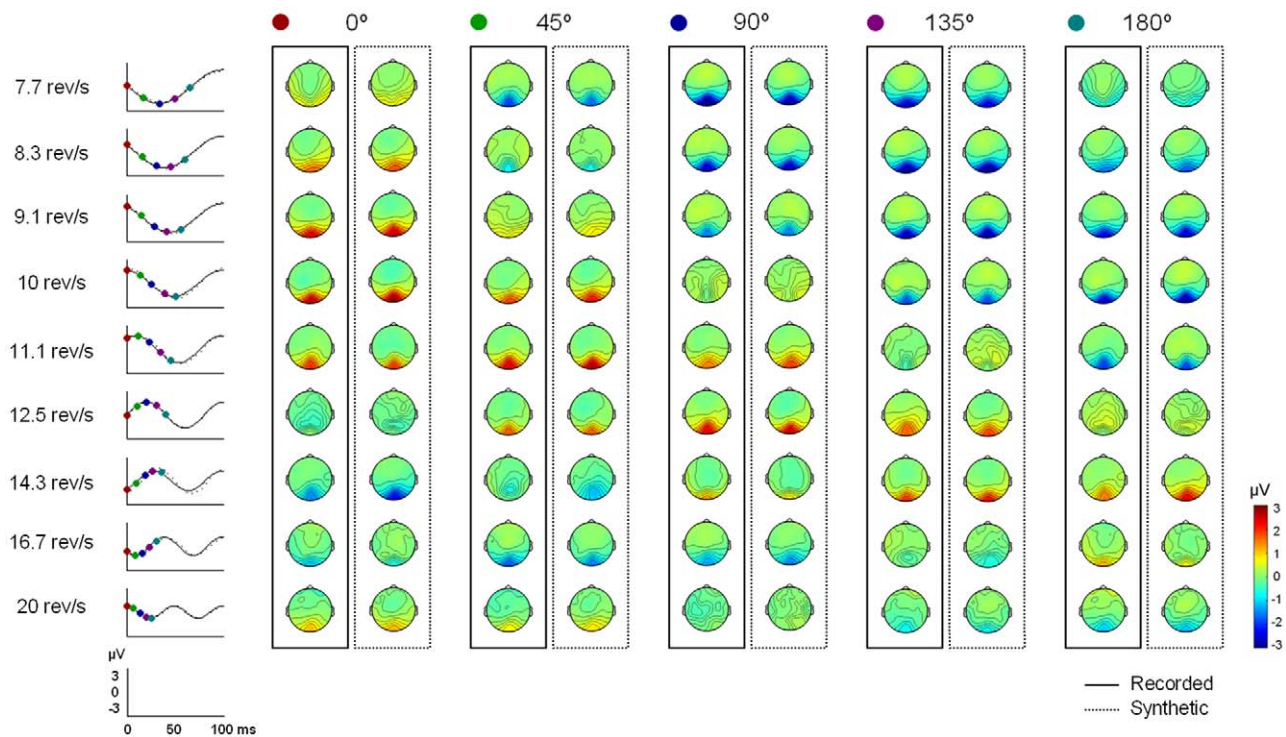 0º 45º 90º 135º 180º
7.7 rev/s
8.3 rev/s
9.1 rev/s
10 rev/s
11.1 rev/s
12.5 rev/s
14.3 rev/s
16.7 rev/s
20 rev/s
µV
3
2
1
0
-1
-2
-3
µV
3
0
-3
0 50 100 ms
Recorded
Synthetic